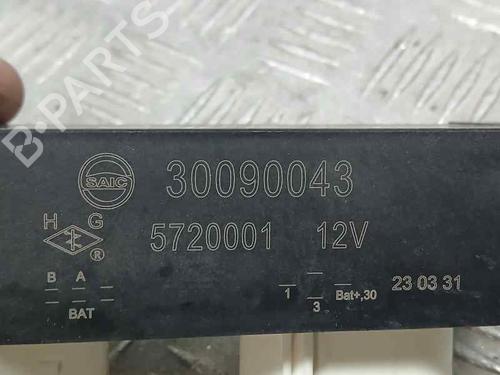 SAIC 30090043
H G 5720001 12V
®
B A
BAT
1 3 Bat+,30 23 03 31
B-PARTS